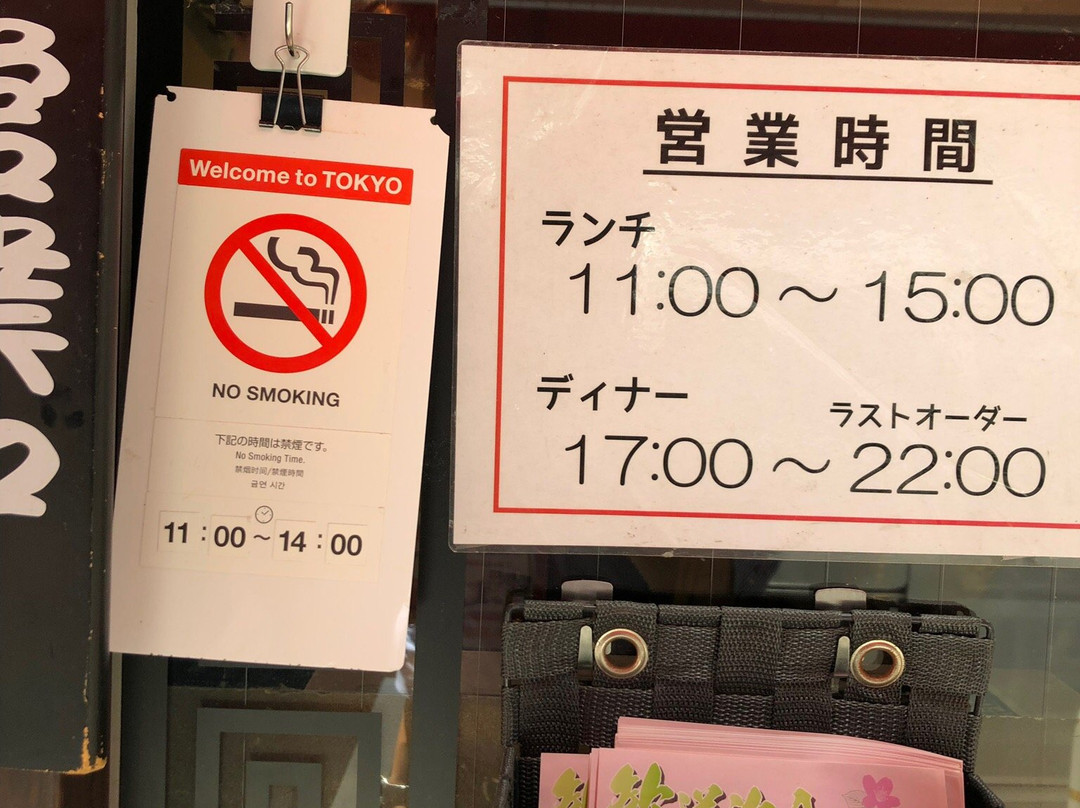 Welcome to TOKYO
NO SMOKING
下記の時間は禁煙です。
No Smoking Time.
禁烟时间/禁煙時間
금연 시간
11:00~14:00
営業時間
ランチ
11:00～15:00
ディナー
ラストオーダー
17:00～22:00